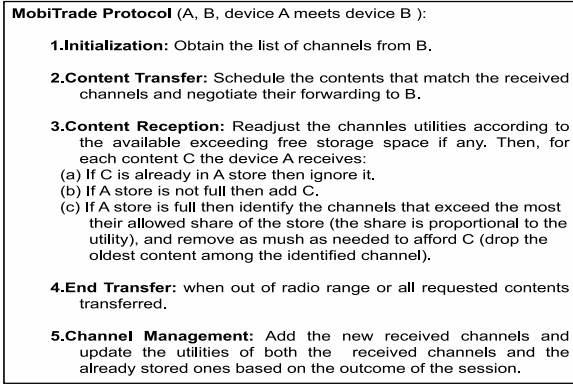 MobiTrade Protocol (A, B, device A meets device B ):
1.Initialization: Obtain the list of channels from B.
2.Content Transfer: Schedule the contents that match the received
channels and negotiate their forwarding to B.
3.Content Reception: Readjust the channles utilities according to
the available exceeding free storage space if any. Then, for
each content C the device A receives:
(a) If C is already in A store then ignore it.
(b) If A store is not full then add C.
(c) If A store is full then identify the channels that exceed the most
their allowed share of the store (the share is proportional to the
utility), and remove as mush as needed to afford C (drop the
oldest content among the identified channel).
4.End Transfer: when out of radio range or all requested contents
transferred.
5.Channel Management: Add the new received channels and
update the utilities of both the received channels and the
already stored ones based on the outcome of the session.